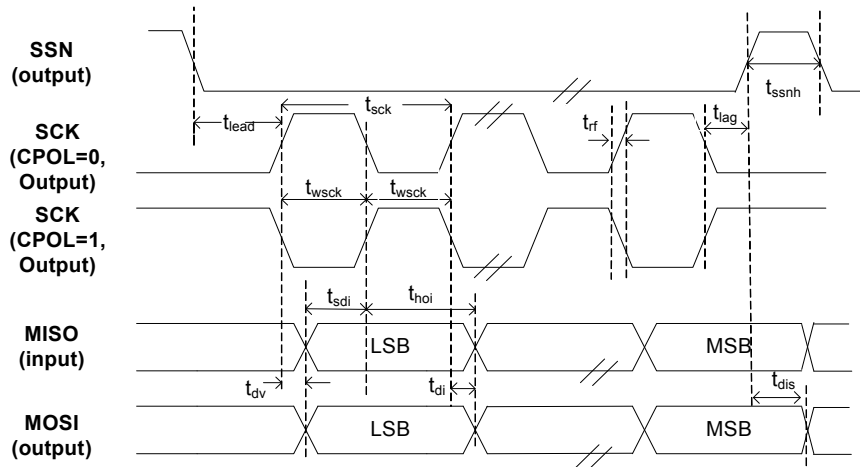 SSN
(output)
t_ssnh
t_sck
t_lead
t_rf
t_lag
SCK
(CPOL=0,
Output)
t_wsck t_wsck
SCK
(CPOL=1,
Output)
t_sdi t_hoi
MISO
(input)
LSB MSB
t_dv t_di t_dis
MOSI
(output)
LSB MSB